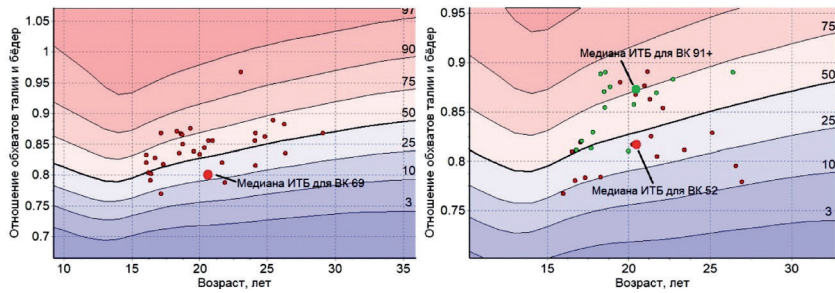 1.05
1
0.95
0.9
0.85
0.8
0.75
0.7
Отношение обхватов талии и бёдер
97
90
75
50
25
10
3
Медиана ИТБ для ВК 69
10 15 20 25 30 35
Возраст, лет
0.95
0.9
0.85
0.8
0.75
Отношение обхватов талии и бёдер
75
50
25
10
3
Медиана ИТБ для ВК 91+
Медиана ИТБ для ВК 52
15 20 25 30
Возраст, лет